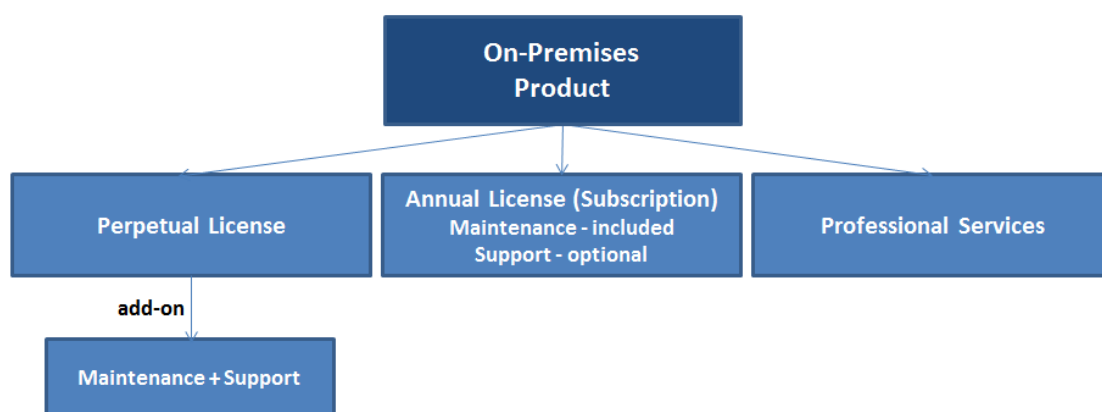 On-Premises
Product
Perpetual License
Annual License (Subscription)
Maintenance - included
Support - optional
Professional Services
add-on
Maintenance + Support